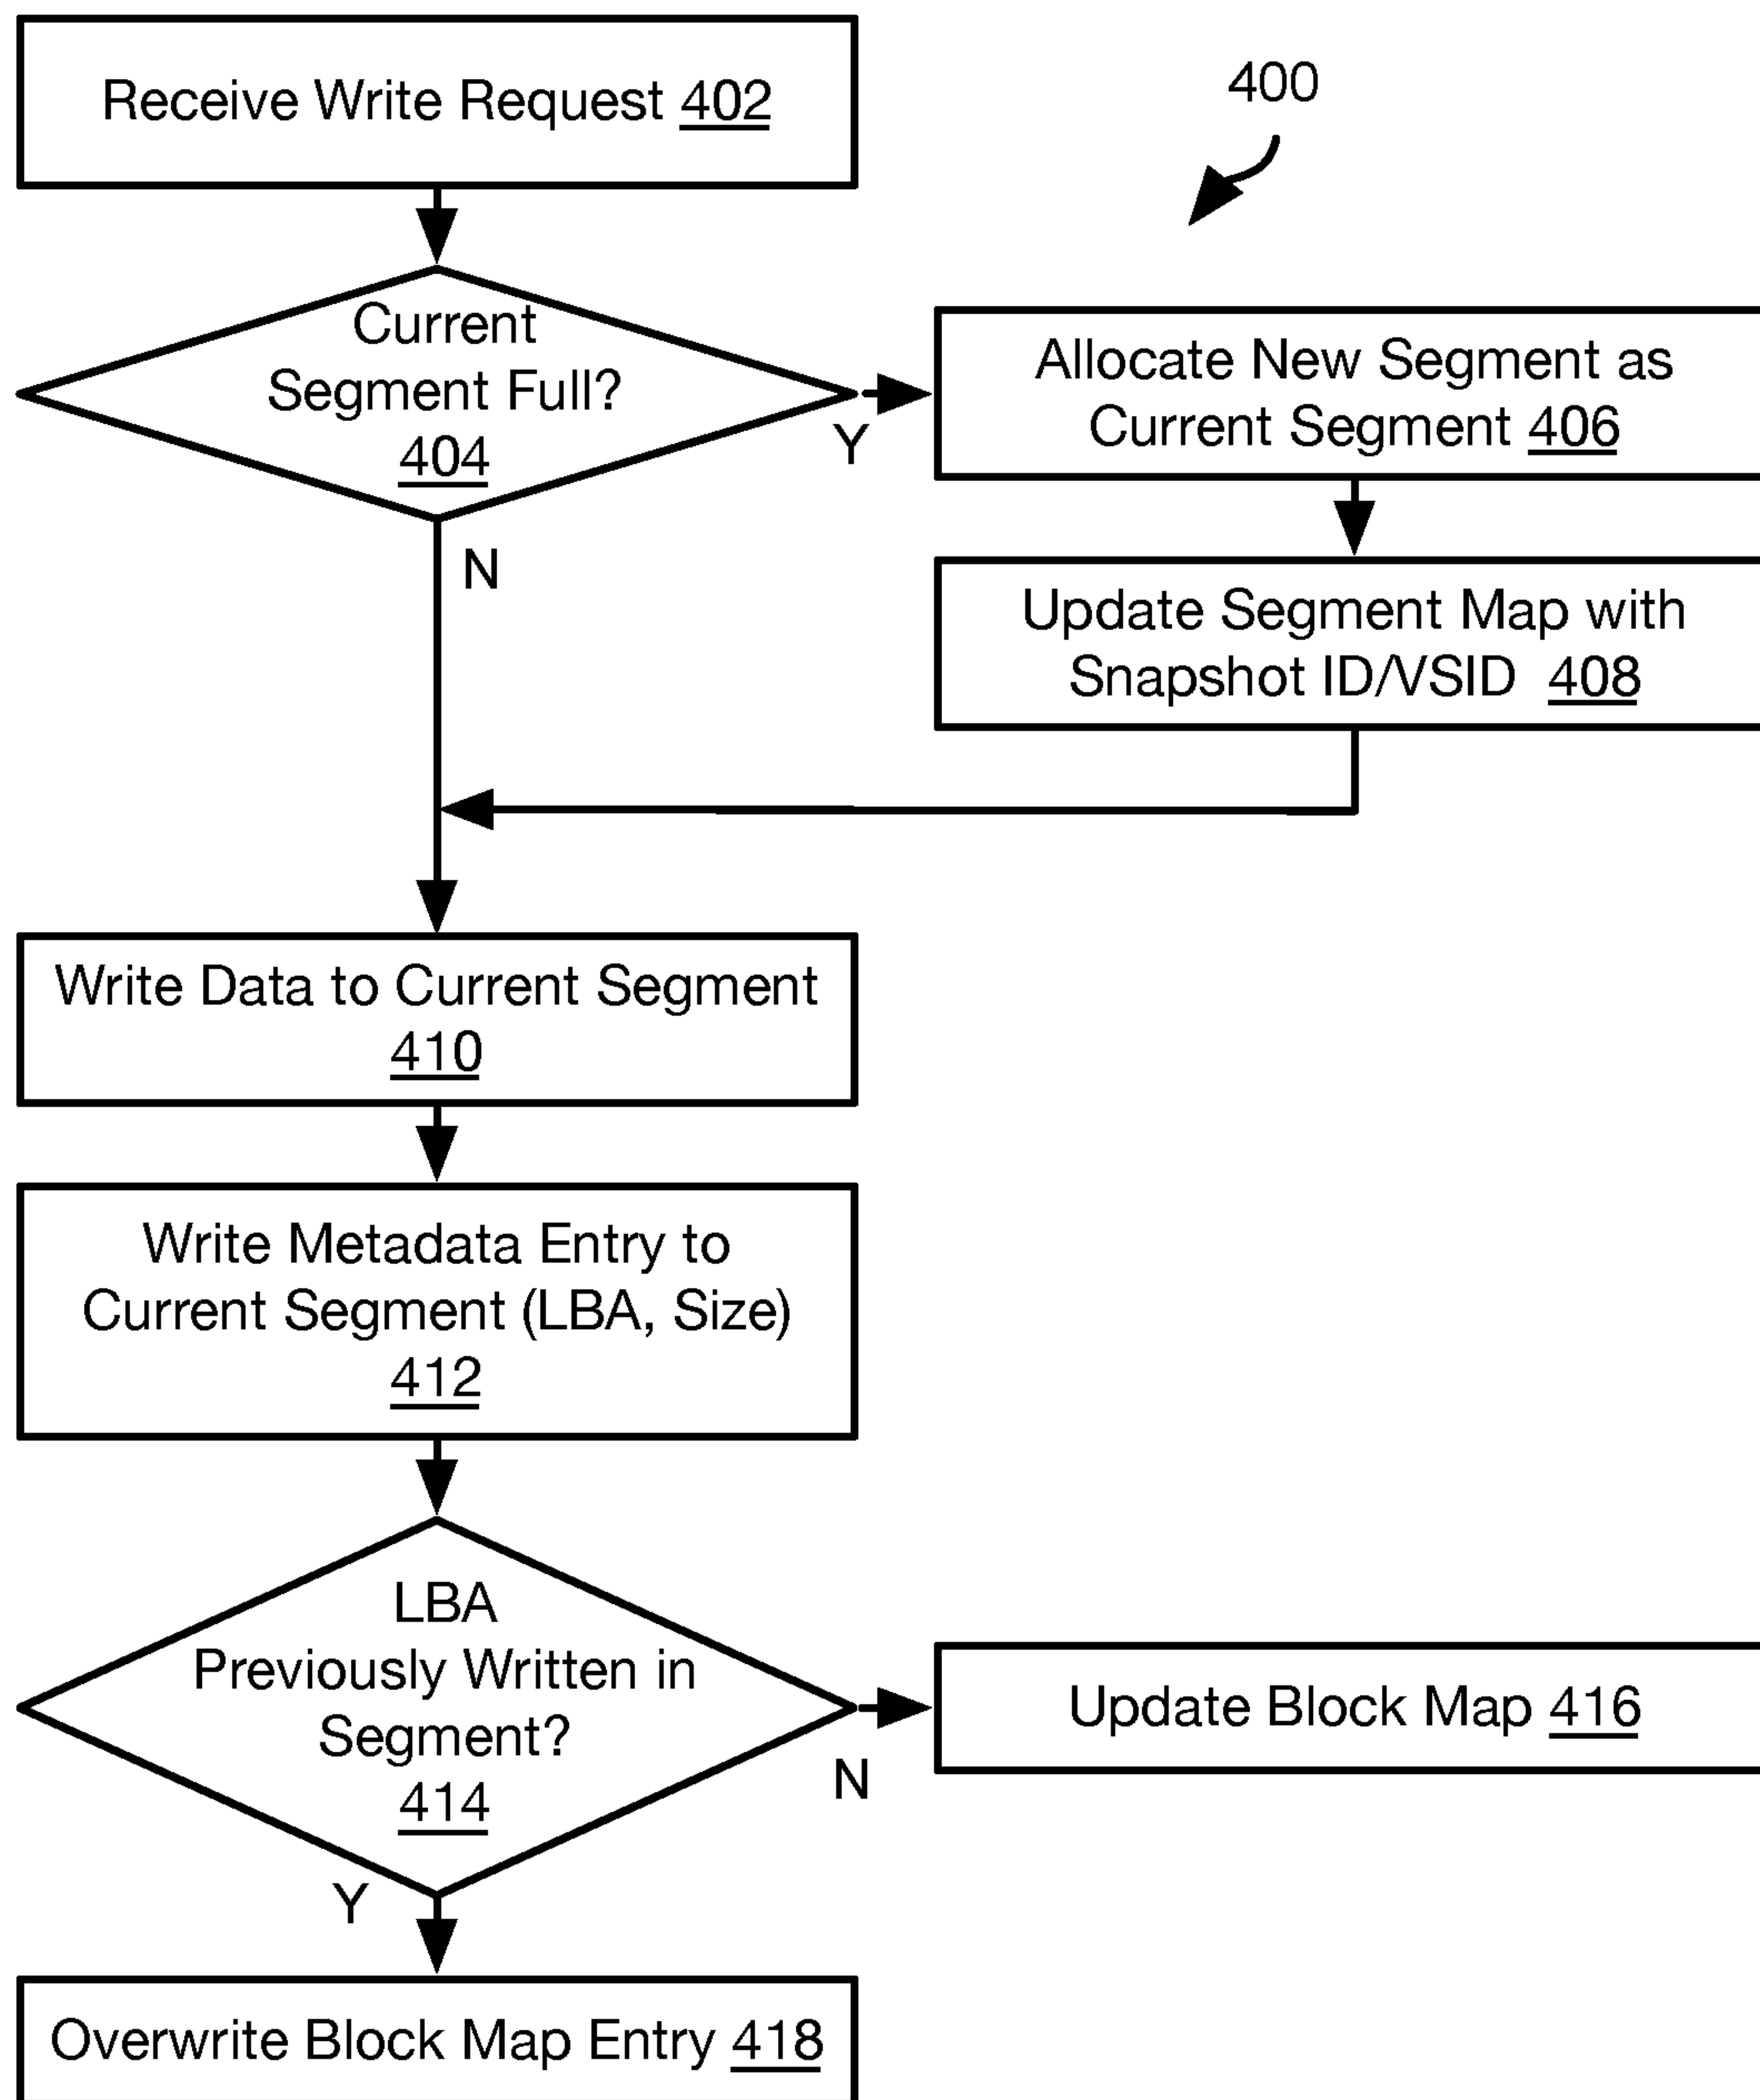 Receive Write Request 402
400
Current
Segment Full?
404
Y
N
Allocate New Segment as
Current Segment 406
Update Segment Map with
Snapshot ID/VSID 408
Write Data to Current Segment
410
Write Metadata Entry to
Current Segment (LBA, Size)
412
LBA
Previously Written in
Segment?
414
N
Y
Update Block Map 416
Overwrite Block Map Entry 418